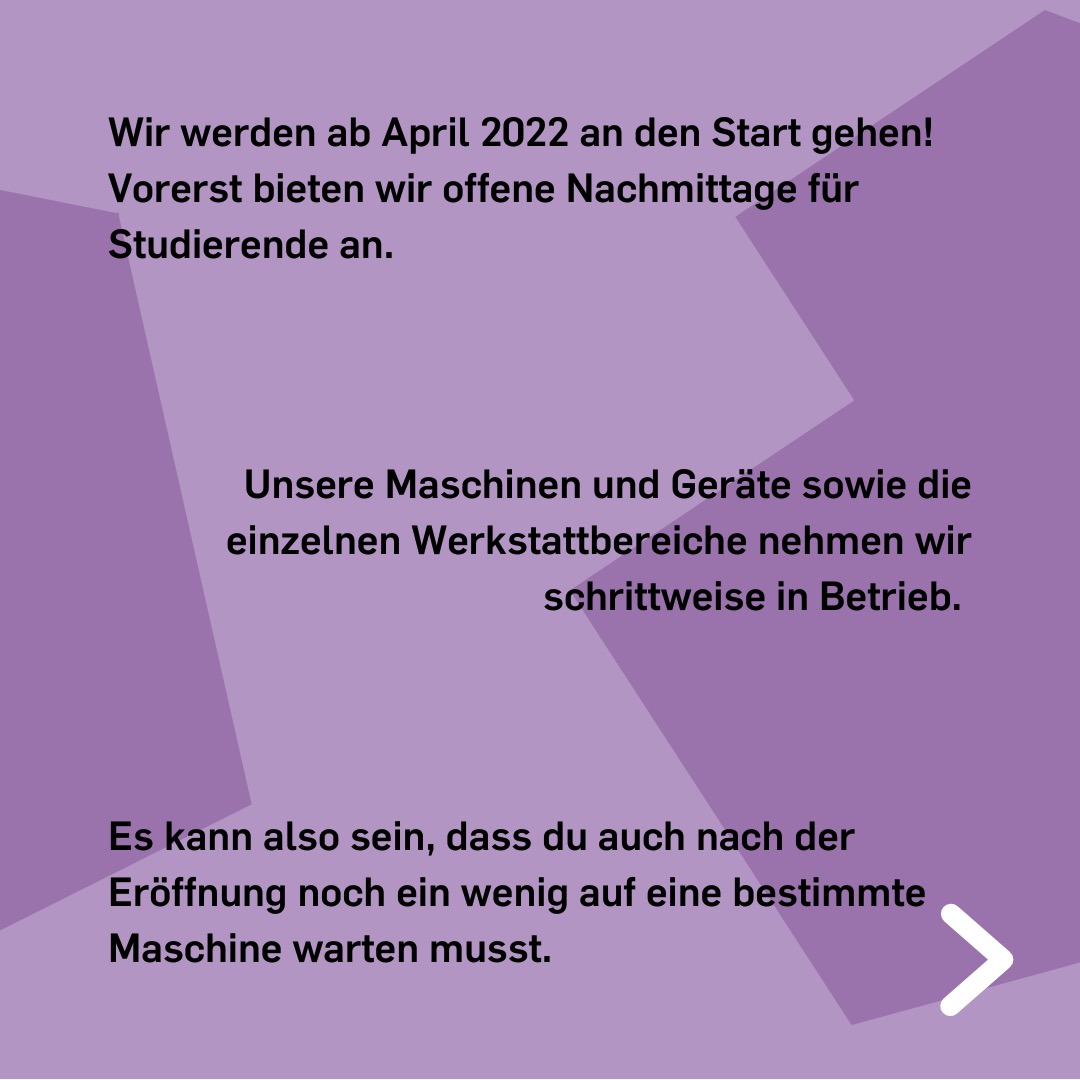 Wir werden ab April 2022 an den Start gehen!
Vorerst bieten wir offene Nachmittage für
Studierende an.
Unsere Maschinen und Geräte sowie die
einzelnen Werkstattbereiche nehmen wir
schrittweise in Betrieb.
Es kann also sein, dass du auch nach der
Eröffnung noch ein wenig auf eine bestimmte
Maschine warten musst.